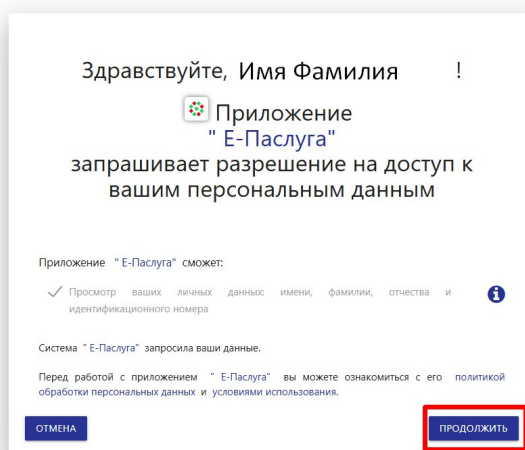 Здравствуйте, Имя Фамилия !
Приложение
" Е-Паслуга"
запрашивает разрешение на доступ к
вашим персональным данным
Приложение " Е-Паслуга" сможет:
Просмотр ваших личных данных: имени, фамилии, отчества и
идентификационного номера
Система " Е-Паслуга" запросила ваши данные.
Перед работой с приложением " Е-Паслуга" вы можете ознакомиться с его политикой
обработки персональных данных и условиями использования.
ОТМЕНА
ПРОДОЛЖИТЬ